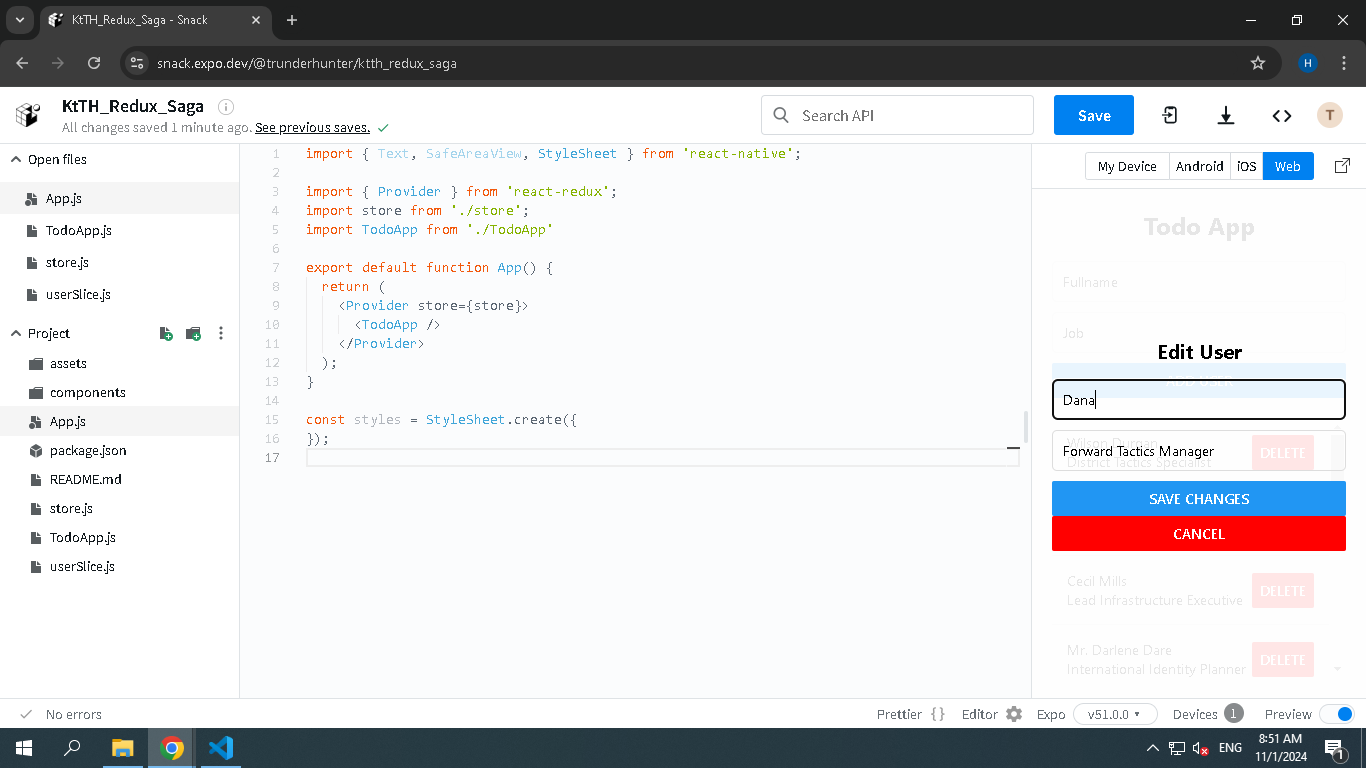 KtTH_Redux_Saga - Snack
snack.expo.dev/@trunderhunter/ktth_redux_saga
H
KtTH_Redux_Saga
All changes saved 1 minute ago. See previous saves.
Search API
Save
T
Open files
App.js
TodoApp.js
store.js
userSlice.js
Project
assets
components
App.js
package.json
README.md
store.js
TodoApp.js
userSlice.js
1 import { Text, SafeAreaView, StyleSheet } from 'react-native';
2
3 import { Provider } from 'react-redux';
4 import store from './store';
5 import TodoApp from './TodoApp'
6
7 export default function App() {
8 return (
9 <Provider store={store}>
10 <TodoApp />
11 </Provider>
12 );
13 }
14
15 const styles = StyleSheet.create({
16 });
17
My Device Android iOS Web
Todo App
Fullname
Job
Edit User
ADD USER
Dana
DELETE
Forward Tactics Manager
District Tactics Specialist
SAVE CHANGES
CANCEL
Cecil Mills
Lead Infrastructure Executive
DELETE
Mr. Darlene Dare
International Identity Planner
DELETE
No errors
Prettier { } Editor Expo v51.0.0 Devices 1 Preview
ENG
8:51 AM
11/1/2024
1